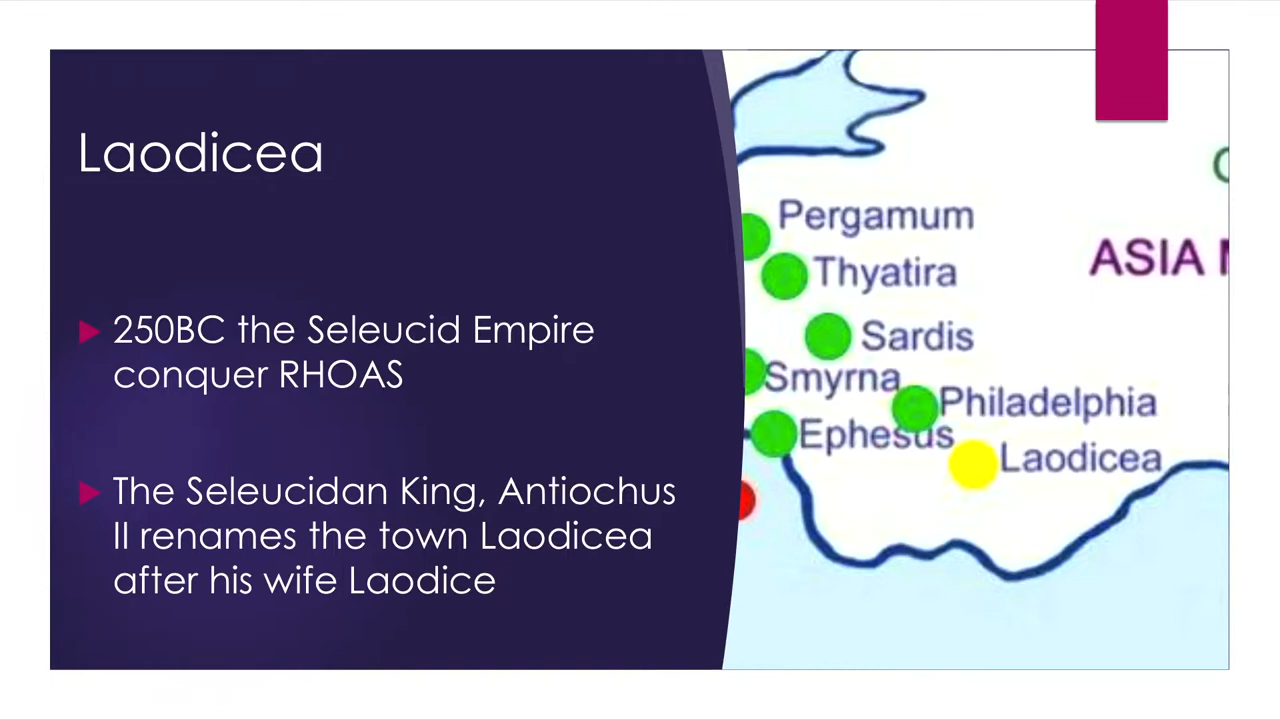 Laodicea
250BC the Seleucid Empire
conquer RHOAS
The Seleucidan King, Antiochus
II renames the town Laodicea
after his wife Laodice
Pergamum
Thyatira
Sardis
Smyrna
Philadelphia
Ephesus
Laodicea
ASIA